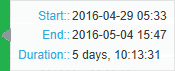 Start:: 2016-04-29 05:33
End:: 2016-05-04 15:47
Duration:: 5 days, 10:13:31